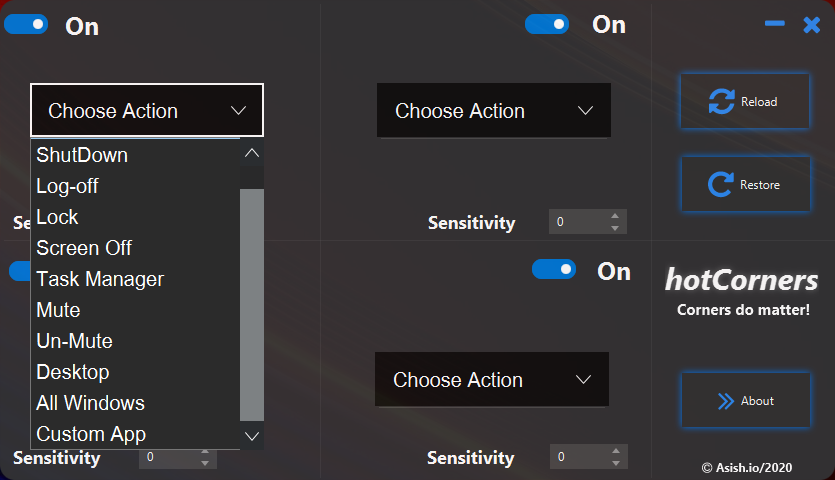 On
On
Choose Action
Choose Action
Reload
ShutDown
Log-off
Restore
Lock
Se
Sensitivity
0
Screen Off
On
hotCorners
Task Manager
Corners do matter!
Mute
Un-Mute
Desktop
Choose Action
All Windows
About
Custom App
Sensitivity
0
Sensitivity
0
© Asish.io/2020